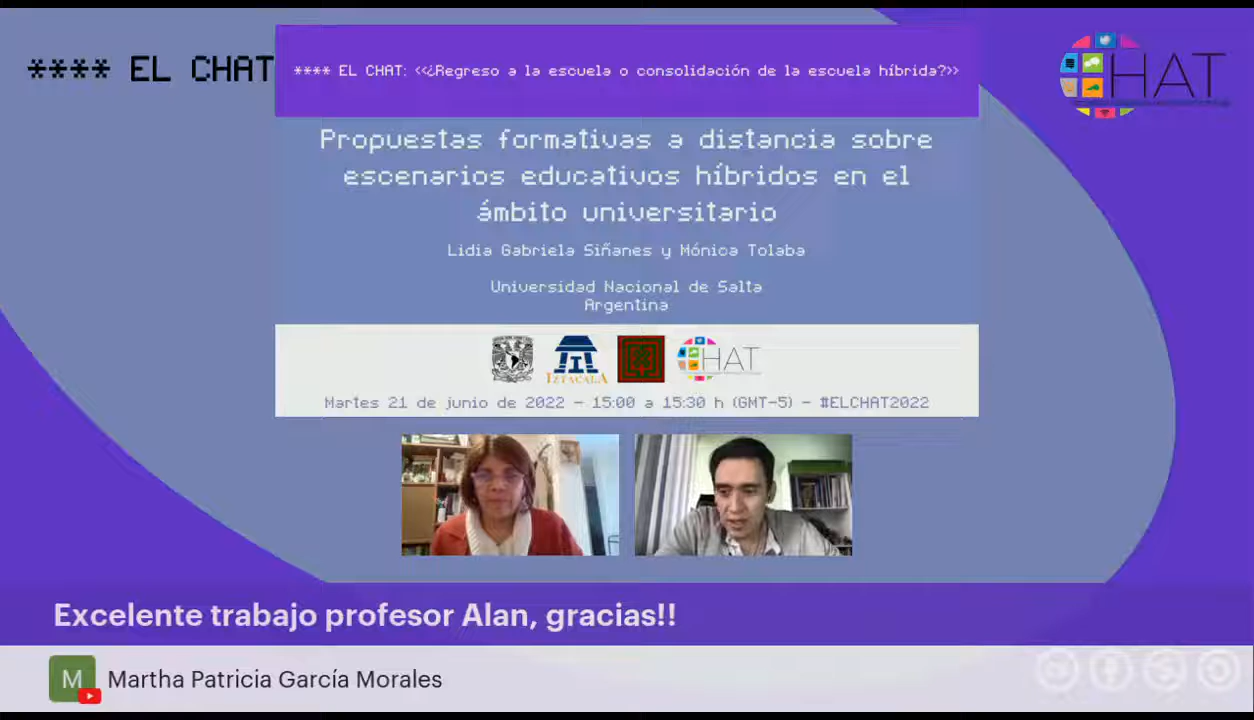 **** EL CHAT
**** EL CHAT: <<¿Regreso a la escuela o consolidación de la escuela híbrida?>>
HAT
Propuestas formativas a distancia sobre
escenarios educativos híbridos en el
ámbito universitario
Lidia Gabriela Siñanes y Mónica Tolaba
Universidad Nacional de Salta
Argentina
IZTACALA
HAT
Martes 21 de junio de 2022 - 15:00 a 15:30 h (GMT-5) - #ELCHAT2022
Excelente trabajo profesor Alan, gracias!!
M
Martha Patricia García Morales